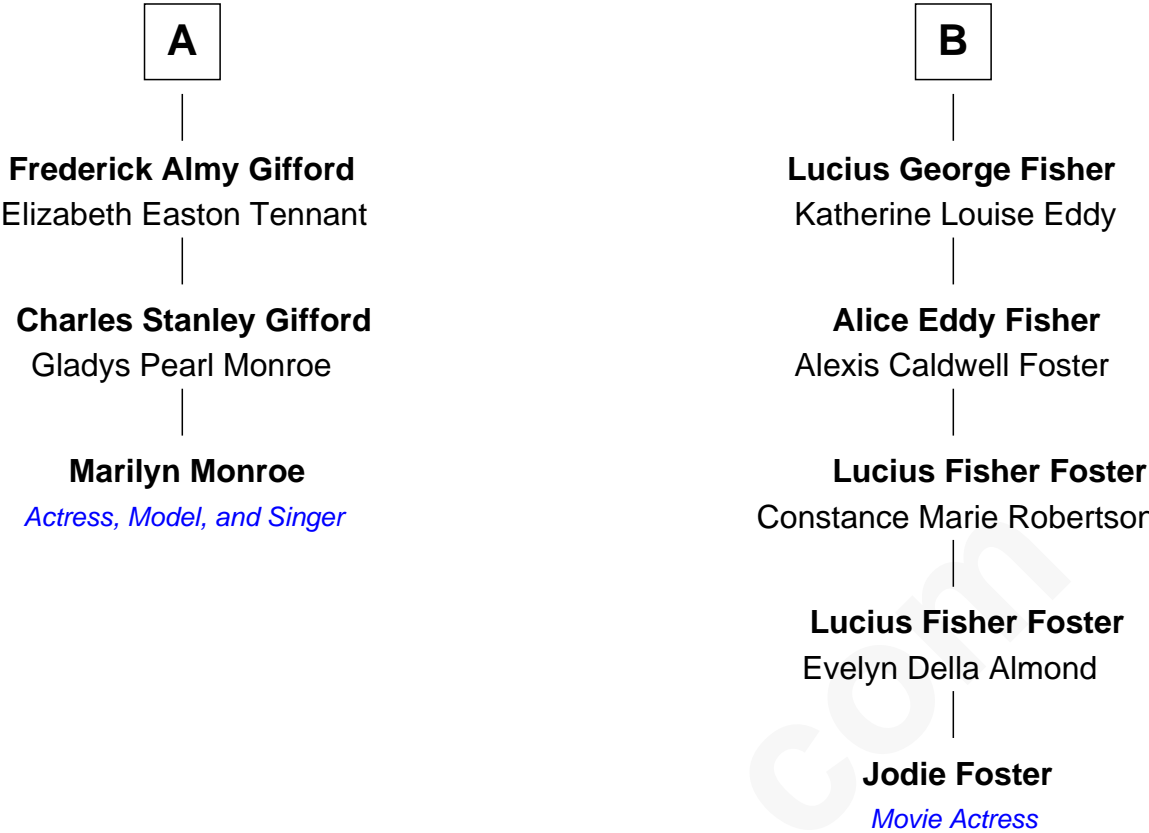 A
Frederick Almy Gifford
Elizabeth Easton Tennant
Charles Stanley Gifford
Gladys Pearl Monroe
Marilyn Monroe
Actress, Model, and Singer
B
Lucius George Fisher
Katherine Louise Eddy
Alice Eddy Fisher
Alexis Caldwell Foster
Lucius Fisher Foster
Constance Marie Robertson
Lucius Fisher Foster
Evelyn Della Almond
Jodie Foster
Movie Actress
com